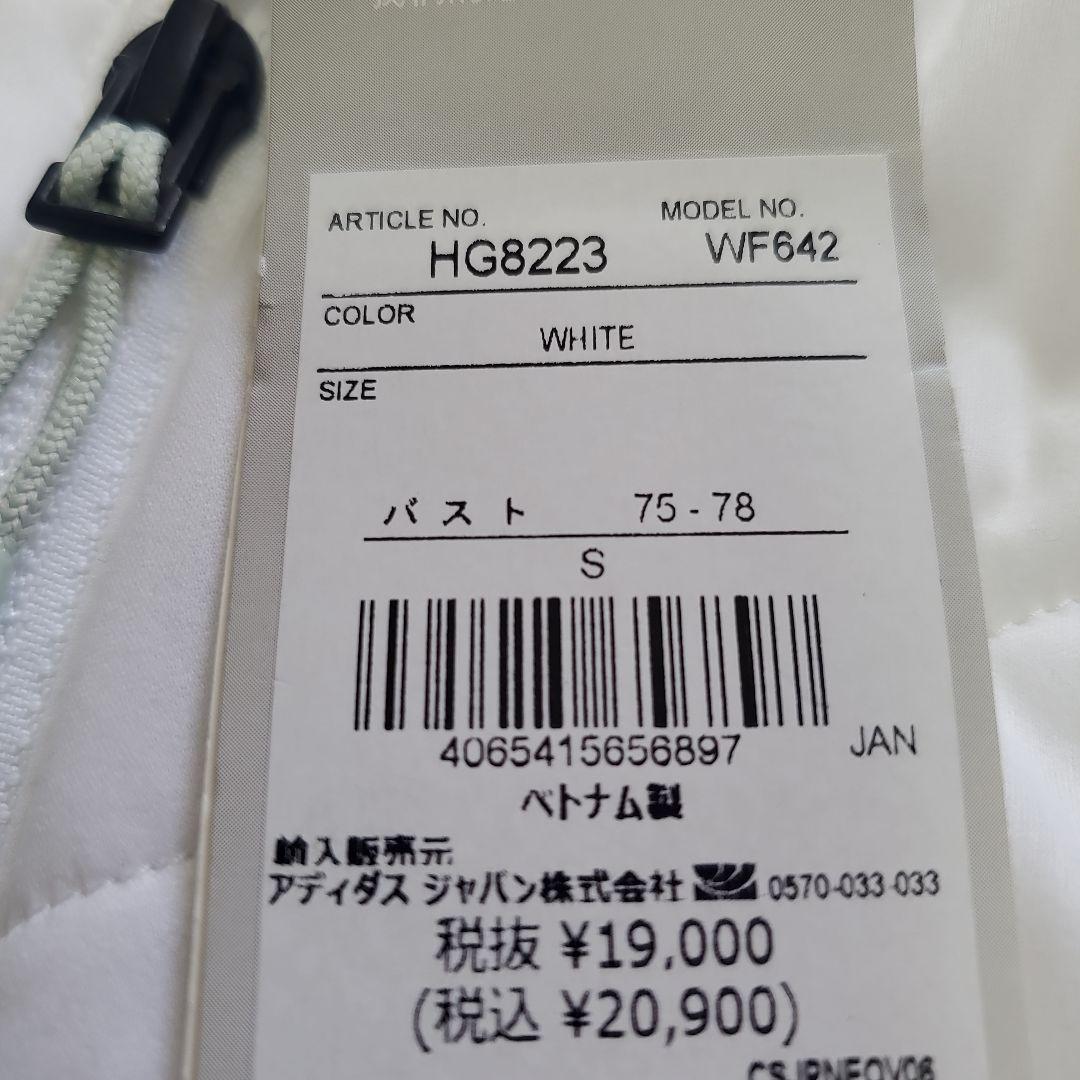 ARTICLE NO. MODEL NO.
HG8223 WF642
COLOR
WHITE
SIZE
バスト 75 - 78
S
4065415656897 JAN
ベトナム製
輸入販売元
アディダス ジャパン株式会社 0570-033-033
税抜 ¥19,000
(税込 ¥20,900)